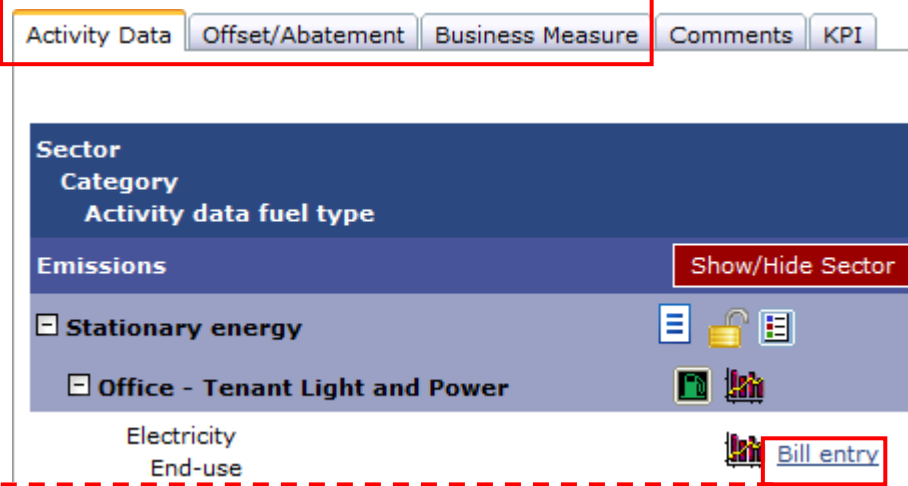 Activity Data Offset/Abatement Business Measure Comments KPI
Sector
Category
Activity data fuel type
Emissions Show/Hide Sector
Stationary energy
Office - Tenant Light and Power
Electricity
End-use Bill entry